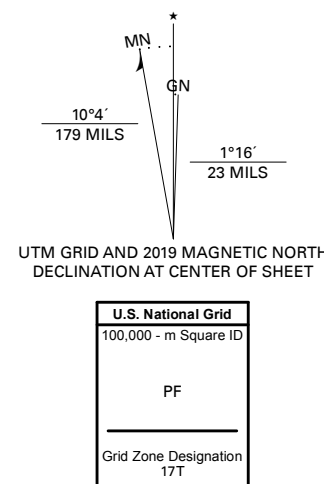 ★
MN
GN
10°4´
179 MILS
1°16´
23 MILS
UTM GRID AND 2019 MAGNETIC NORTH
DECLINATION AT CENTER OF SHEET
U.S. National Grid
100,000 - m Square ID
PF
Grid Zone Designation
17T